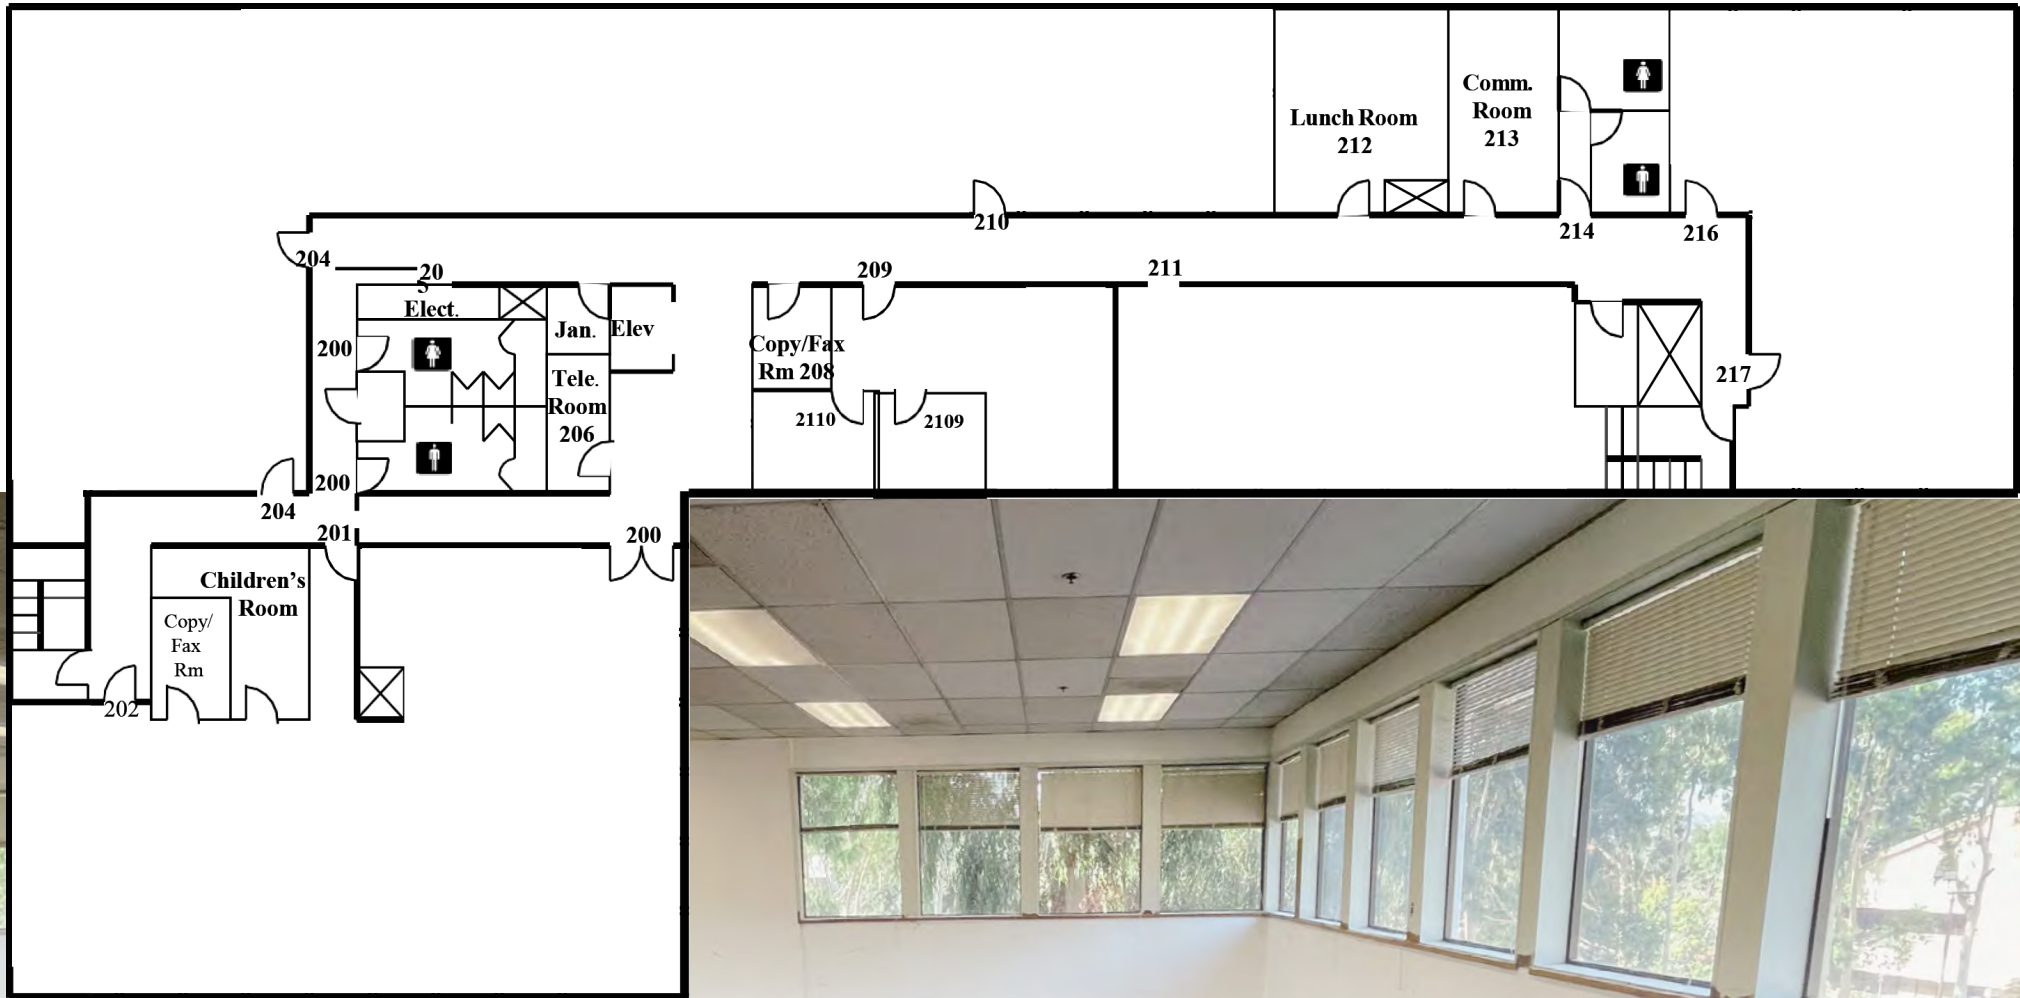 Comm.
Room
213
Lunch Room
212
210
214
216
204
20
5
209
211
Elect.
Jan.
Elev
200
Copy/Fax
Rm 208
Tele.
Room
206
217
2110
2109
200
204
201
200
Children’s
Room
Copy/
Fax
Rm
202